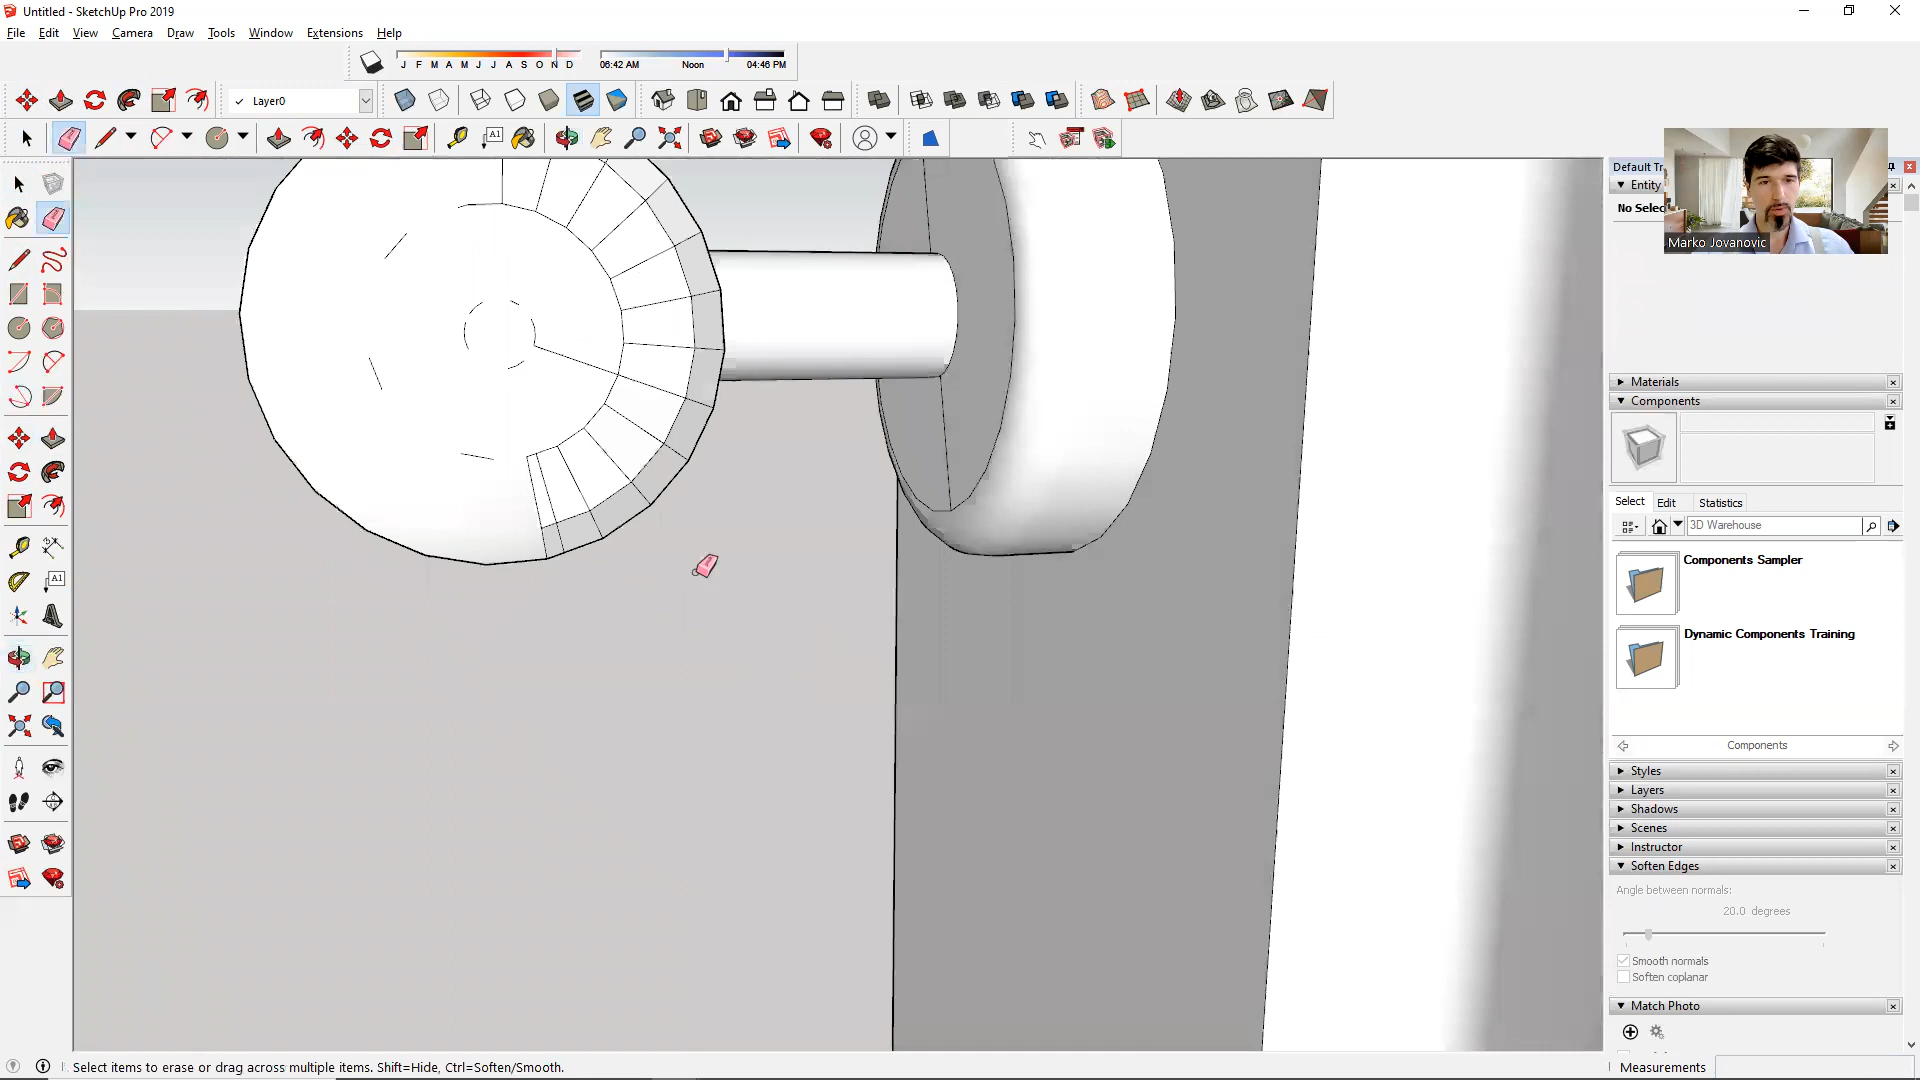 Untitled - SketchUp Pro 2019
File Edit View Camera Draw Tools Window Extensions Help
J F M A M J J A S O N D
06:42 AM Noon 04:46 PM
Layer0
A1
Default Tr
Entity
No Selec
Marko Jovanovic
Materials
Components
Select Edit Statistics
3D Warehouse
Components Sampler
Dynamic Components Training
Components
Styles
Layers
Shadows
Scenes
Instructor
Soften Edges
Angle between normals:
20.0 degrees
Smooth normals
Soften coplanar
Match Photo
A1
Select items to erase or drag across multiple items. Shift=Hide, Ctrl=Soften/Smooth.
Measurements